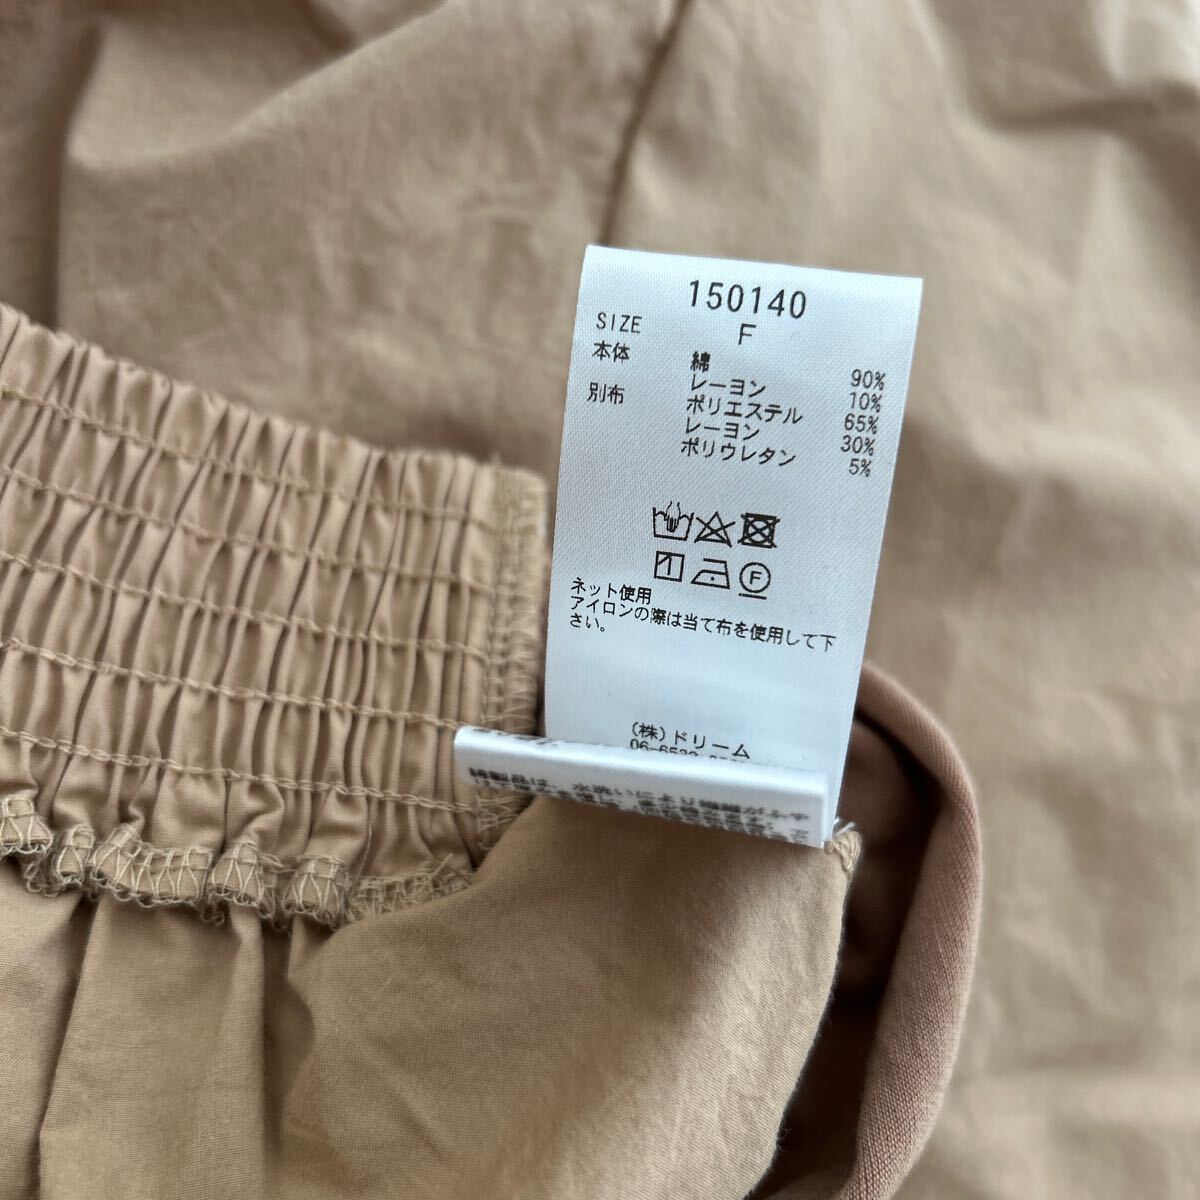 150140
SIZE F
本体 綿 90%
レーヨン 10%
別布 ポリエステル 65%
レーヨン 30%
ポリウレタン 5%
F
ネット使用
アイロンの際は当て布を使用して下
さい。
(株)ドリーム